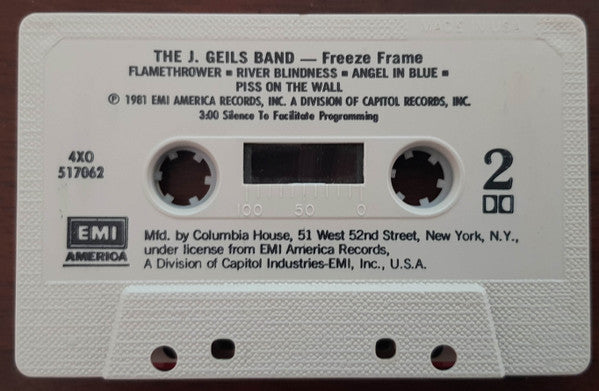 MADE IN U.S.A.
THE J. GEILS BAND — Freeze Frame
FLAMETHROWER ▪ RIVER BLINDNESS ▪ ANGEL IN BLUE ▪
PISS ON THE WALL
℗ 1981 EMI AMERICA RECORDS, INC. A DIVISION OF CAPITOL RECORDS, INC.
3:00 Silence To Facilitate Programming
4XO
517062
2
100 50 0
EMI
AMERICA
Mfd. by Columbia House, 51 West 52nd Street, New York, N.Y.,
under license from EMI America Records,
A Division of Capitol Industries-EMI, Inc., U.S.A.